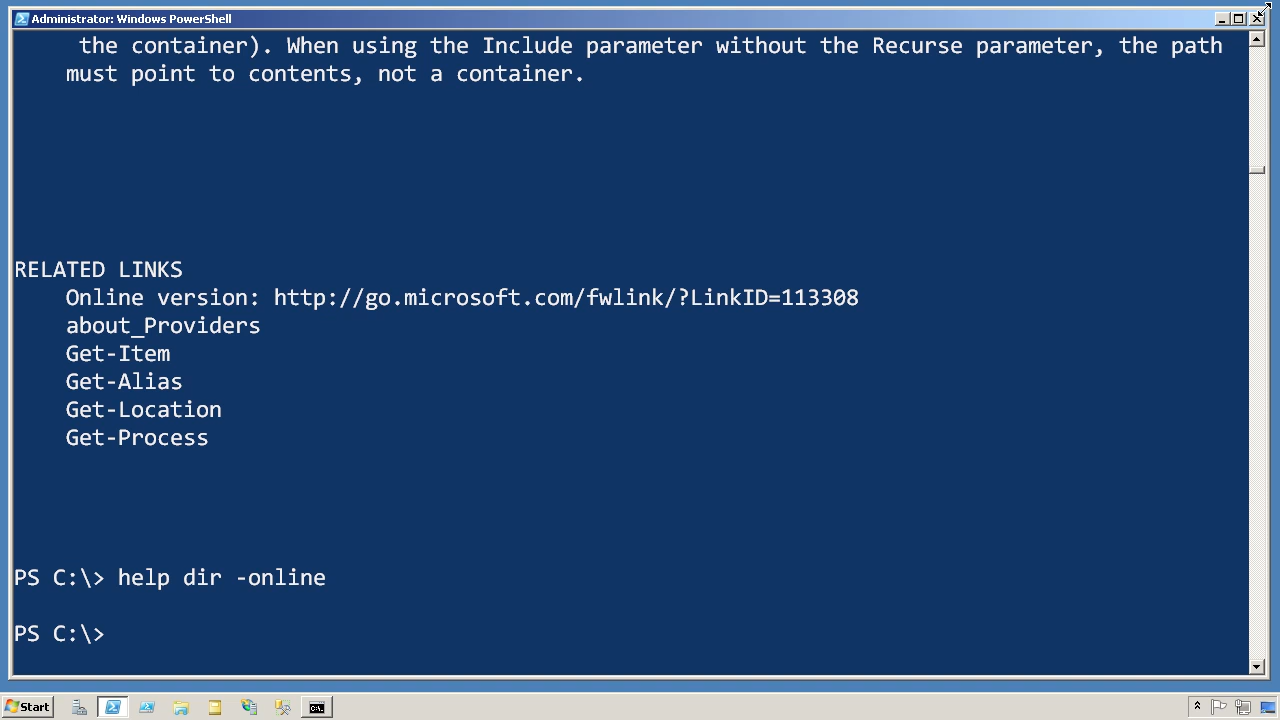 Administrator: Windows PowerShell
the container). When using the Include parameter without the Recurse parameter, the path
must point to contents, not a container.
RELATED LINKS
Online version: http://go.microsoft.com/fwlink/?LinkID=113308
about_Providers
Get-Item
Get-Alias
Get-Location
Get-Process
PS C:\> help dir -online
PS C:\>
Start